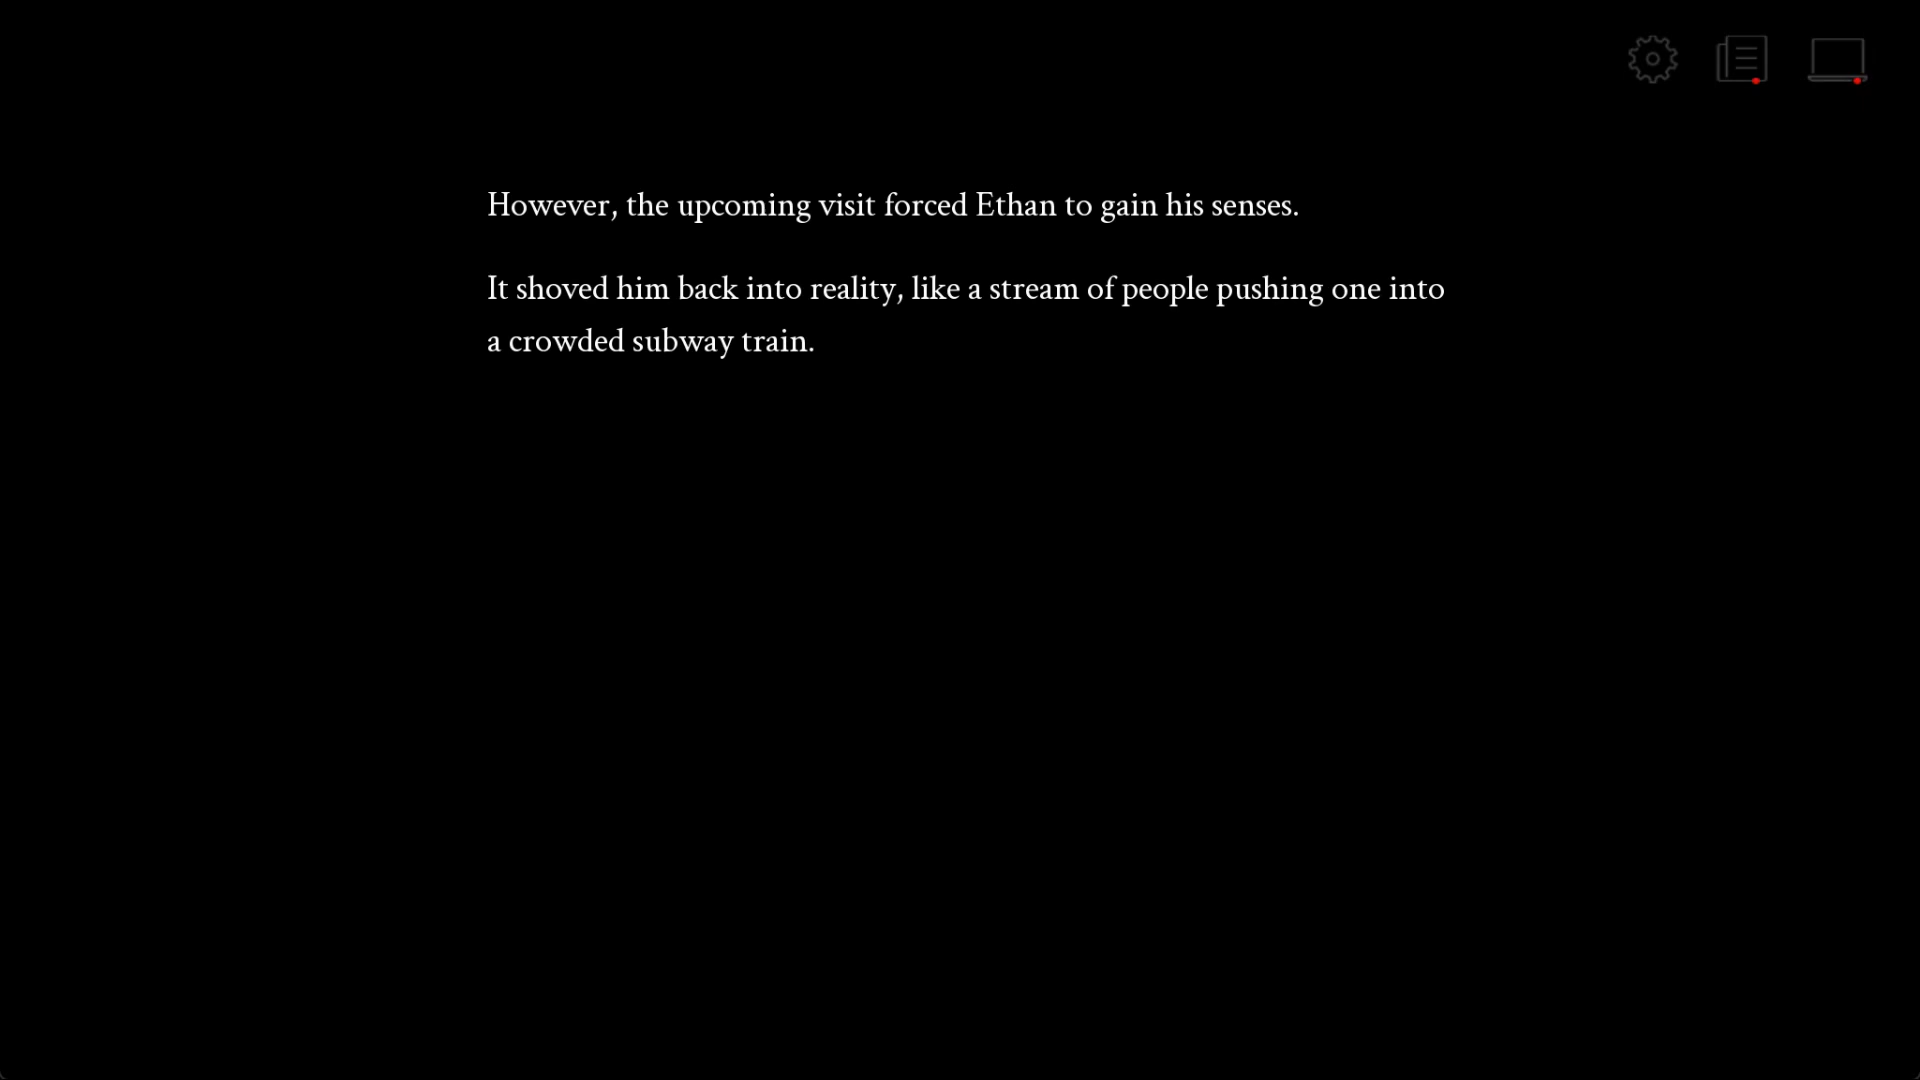 However, the upcoming visit forced Ethan to gain his senses.
It shoved him back into reality, like a stream of people pushing one into
a crowded subway train.